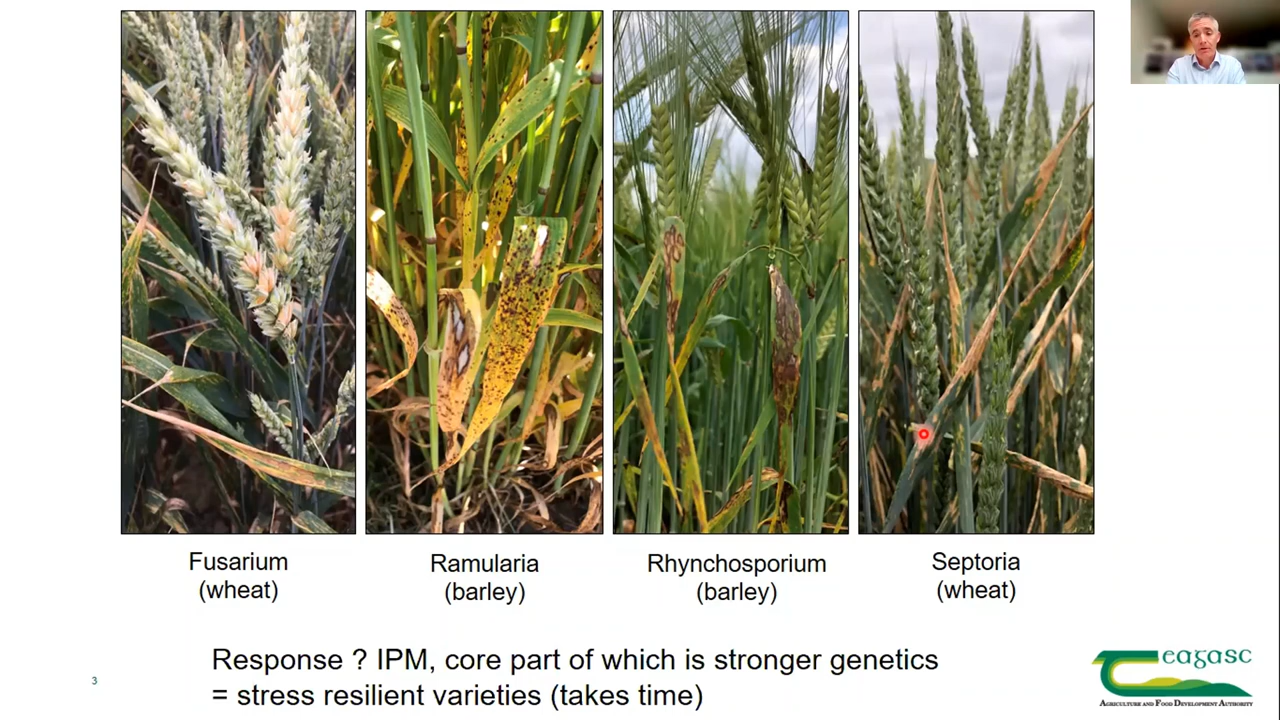 Fusarium
(wheat)
Ramularia
(barley)
Rhynchosporium
(barley)
Septoria
(wheat)
Response ? IPM, core part of which is stronger genetics
= stress resilient varieties (takes time)
3
Teagasc
AGRICULTURE AND FOOD DEVELOPMENT AUTHORITY